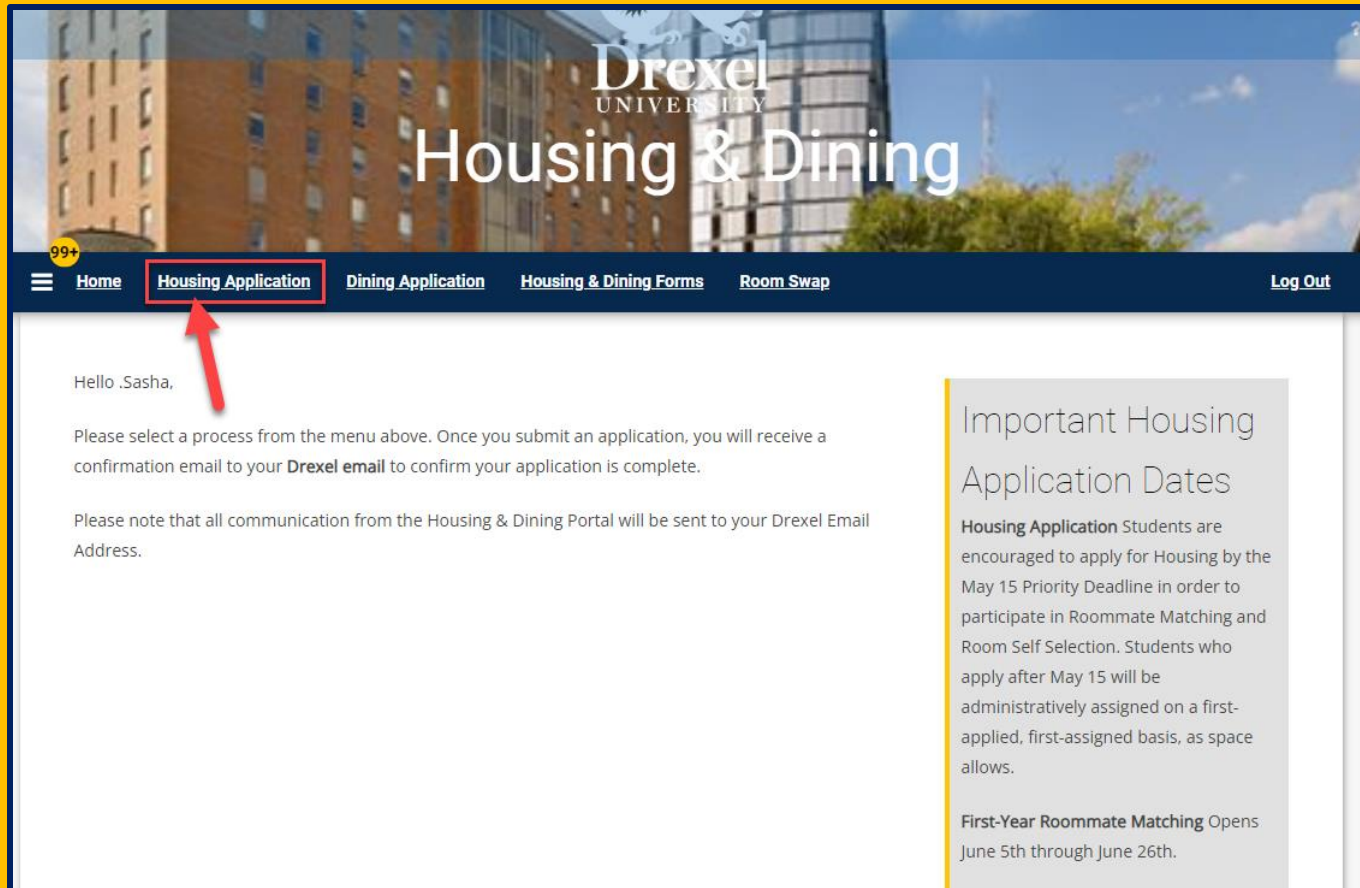 Drexel
UNIVERSITY
Housing & Dining
99+
Home Housing Application Dining Application Housing & Dining Forms Room Swap Log Out
Hello .Sasha,
Please select a process from the menu above. Once you submit an application, you will receive a
confirmation email to your Drexel email to confirm your application is complete.
Please note that all communication from the Housing & Dining Portal will be sent to your Drexel Email
Address.
Important Housing
Application Dates
Housing Application Students are
encouraged to apply for Housing by the
May 15 Priority Deadline in order to
participate in Roommate Matching and
Room Self Selection. Students who
apply after May 15 will be
administratively assigned on a first-
applied, first-assigned basis, as space
allows.
First-Year Roommate Matching Opens
June 5th through June 26th.